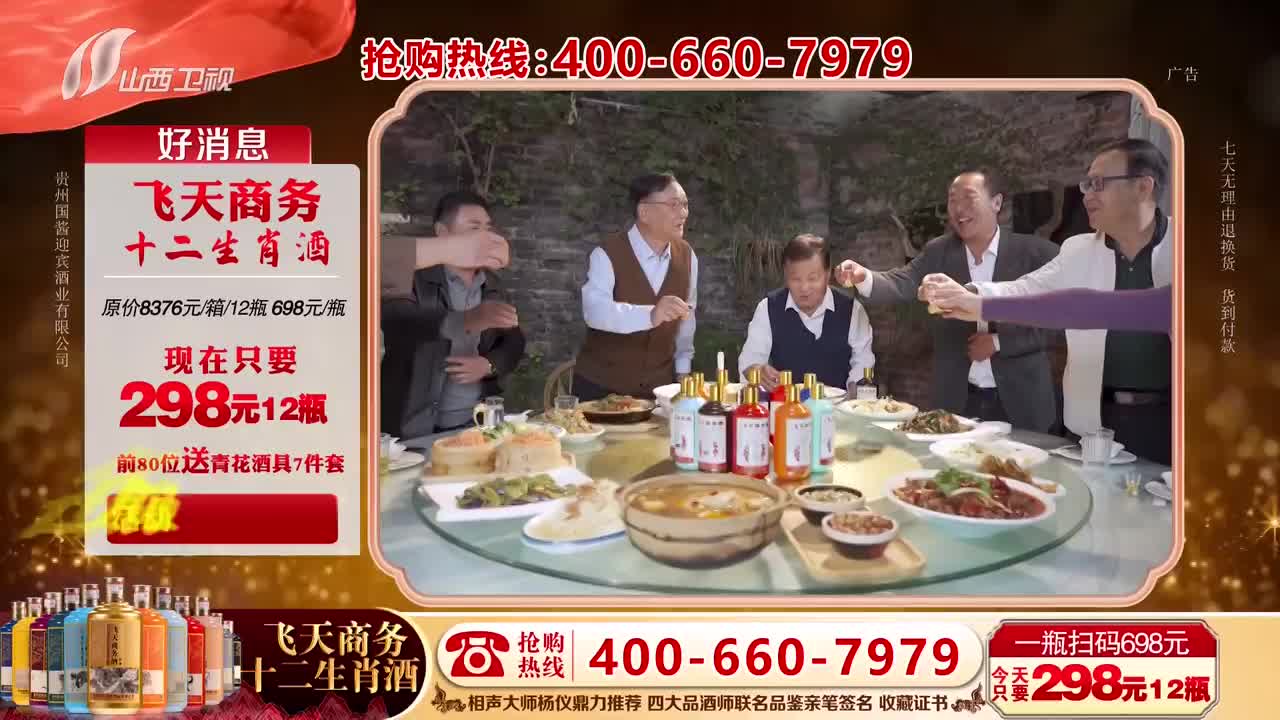 山西卫视
抢购热线:400-660-7979
广告
好消息
飞天商务
十二生肖酒
原价8376元/箱/12瓶 698元/瓶
现在只要
298元12瓶
前80位送青花酒具7件套
贵州国酱迎宾酒业有限公司
七天无理由退换货 货到付款
飞天商务
十二生肖酒
抢购
热线
400-660-7979
相声大师杨仪鼎力推荐 四大品酒师联名品鉴亲笔签名 收藏证书
一瓶扫码698元
今天
只要
298元12瓶
飞天商务酒